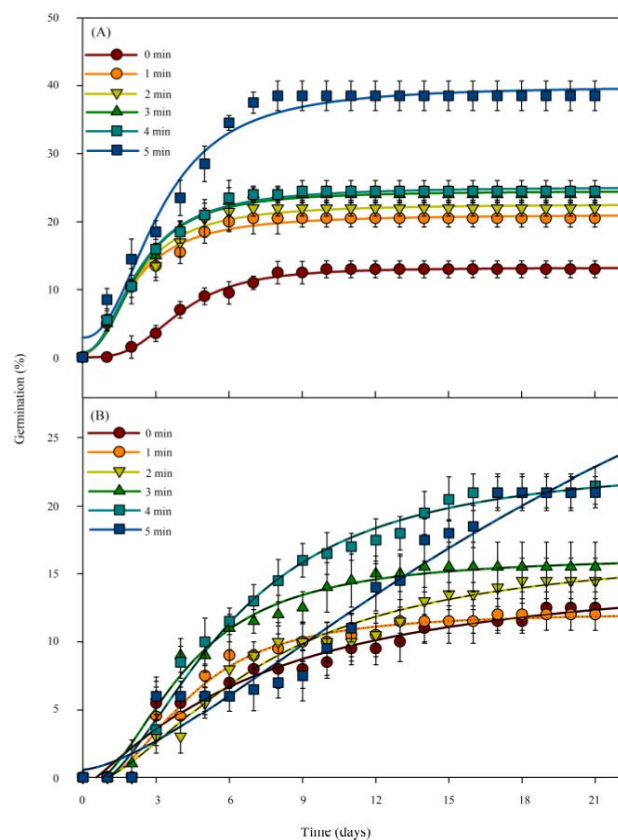 50
(A)
0 min
1 min
2 min
3 min
4 min
5 min
40
30
20
10
0
Germination (%)
(B)
0 min
1 min
2 min
3 min
4 min
5 min
25
20
15
10
5
0
0 3 6 9 12 15 18 21
Time (days)